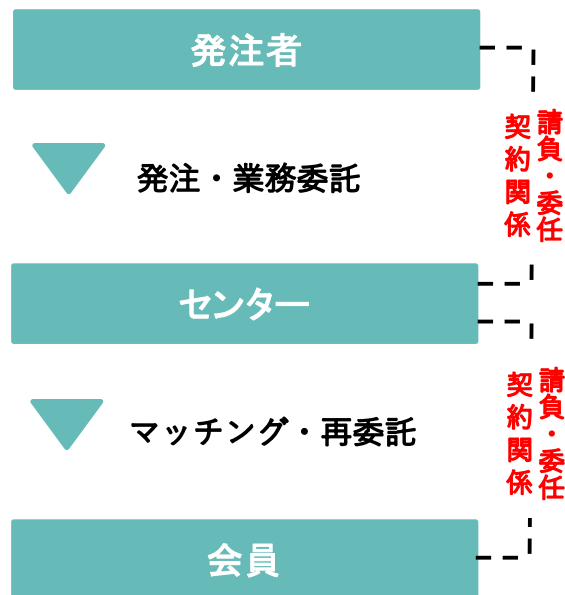 発注者
請負・委任
契約関係
発注・業務委託
センター
マッチング・再委託
請負・委任
契約関係
会員